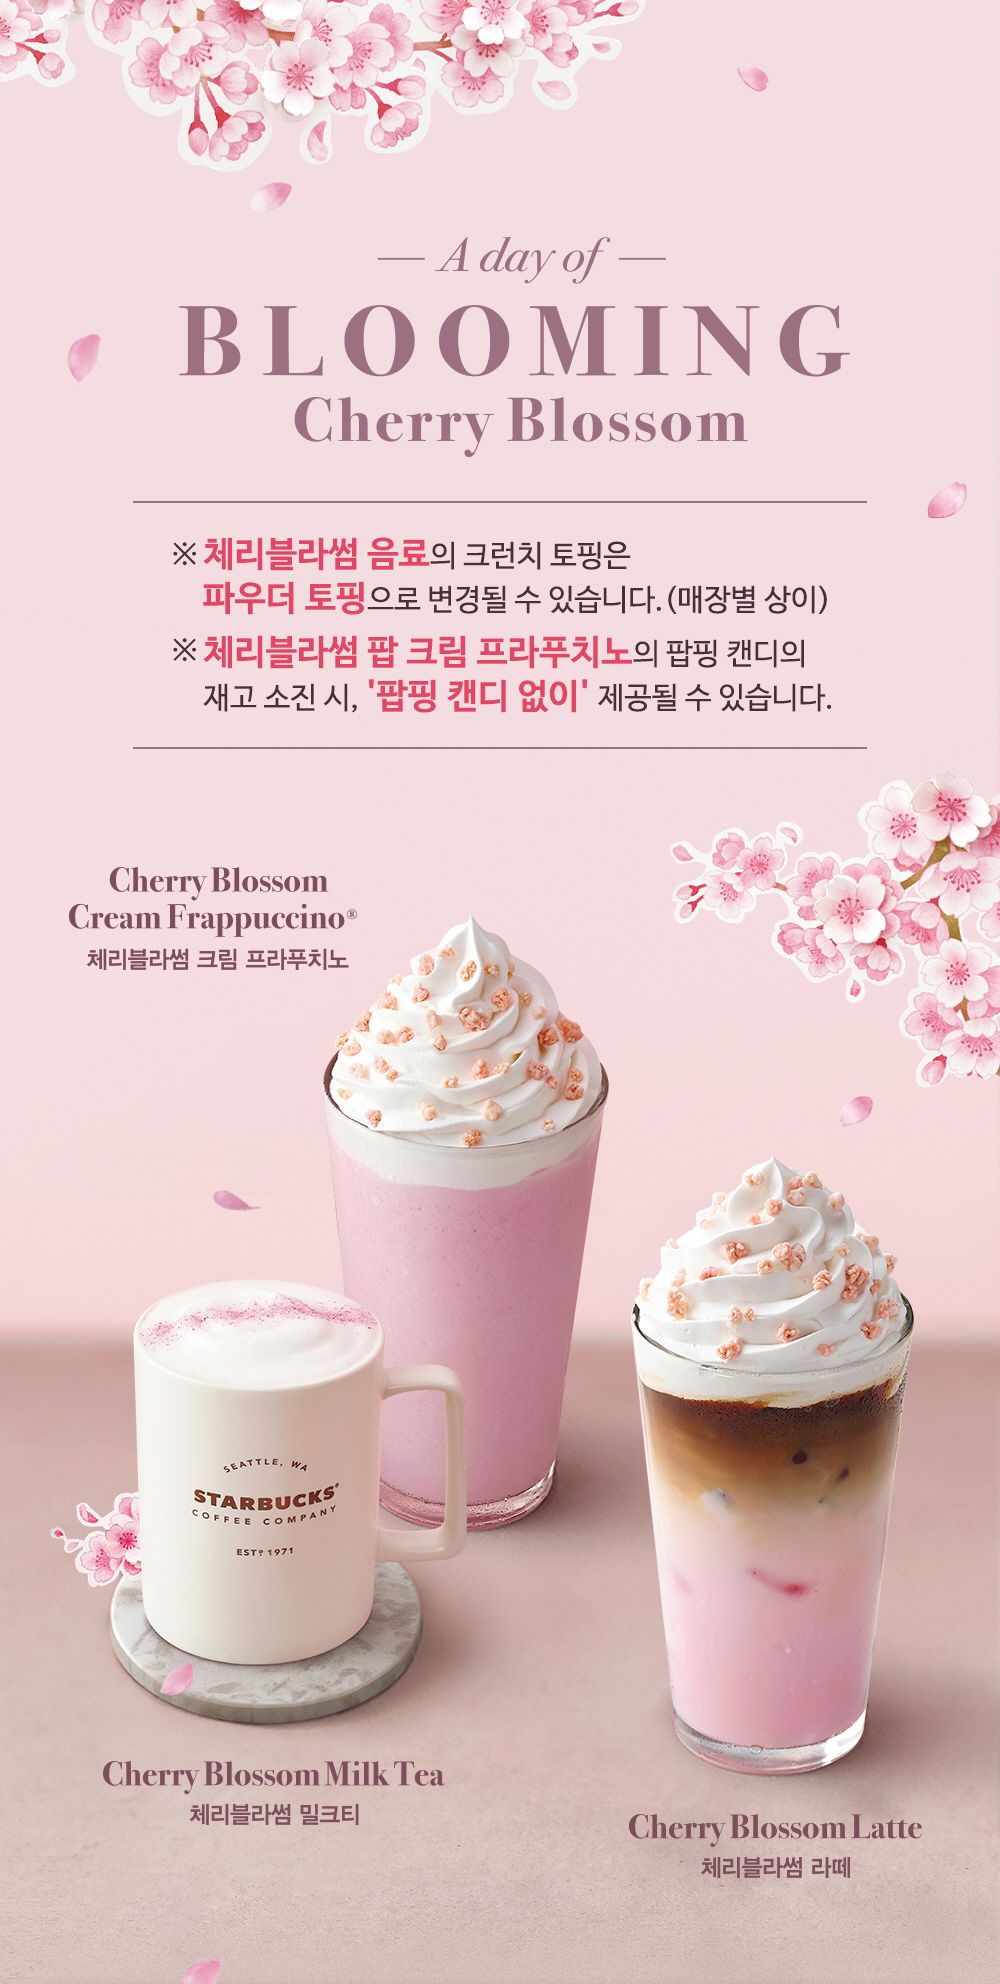 — A day of —
BLOOMING
Cherry Blossom
※ 체리블라썸 음료의 크런치 토핑은
파우더 토핑으로 변경될 수 있습니다. (매장별 상이)
※ 체리블라썸 팝 크림 프라푸치노의 팝핑 캔디의
재고 소진 시, '팝핑 캔디 없이' 제공될 수 있습니다.
Cherry Blossom
Cream Frappuccino®
체리블라썸 크림 프라푸치노
SEATTLE, WA
STARBUCKS®
COFFEE COMPANY
ESTD 1971
Cherry Blossom Milk Tea
체리블라썸 밀크티
Cherry Blossom Latte
체리블라썸 라떼